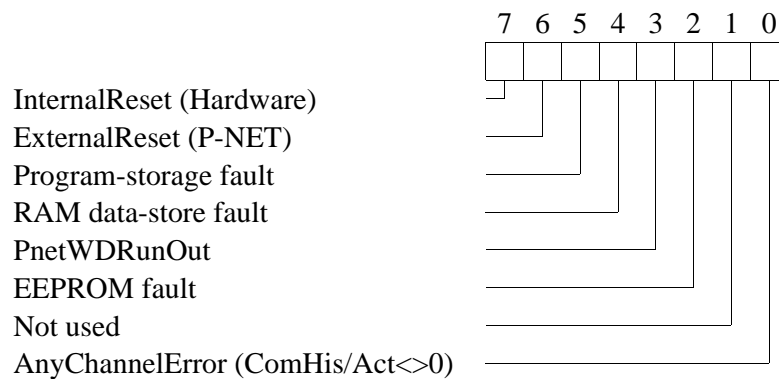 7 6 5 4 3 2 1 0
InternalReset (Hardware)
ExternalReset (P-NET)
Program-storage fault
RAM data-store fault
PnetWDRunOut
EEPROM fault
Not used
AnyChannelError (ComHis/Act<>0)